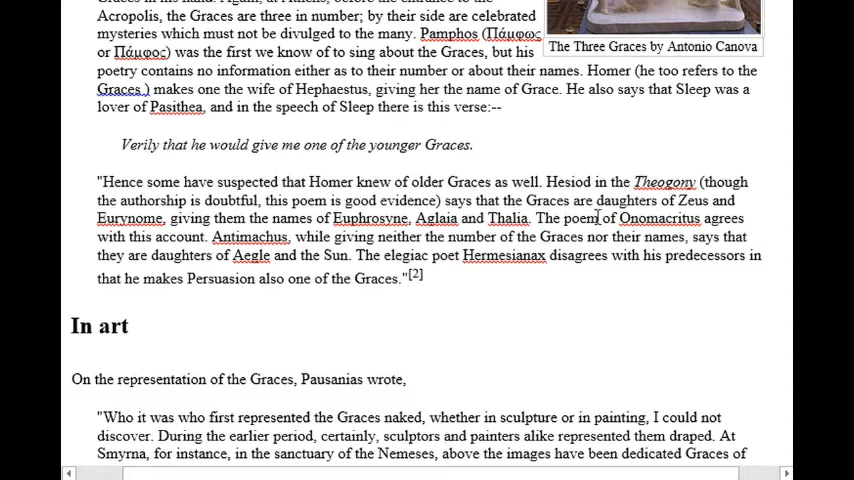 Graces in his hand. Again, at Athens, before the entrance to the
Acropolis, the Graces are three in number; by their side are celebrated
mysteries which must not be divulged to the many. Pamphos (Πάμφως
or Πάμφος) was the first we know of to sing about the Graces, but his
poetry contains no information either as to their number or about their names. Homer (he too refers to the
Graces ) makes one the wife of Hephaestus, giving her the name of Grace. He also says that Sleep was a
lover of Pasithea, and in the speech of Sleep there is this verse:--
The Three Graces by Antonio Canova
Verily that he would give me one of the younger Graces.
"Hence some have suspected that Homer knew of older Graces as well. Hesiod in the Theogony (though
the authorship is doubtful, this poem is good evidence) says that the Graces are daughters of Zeus and
Eurynome, giving them the names of Euphrosyne, Aglaia and Thalia. The poem of Onomacritus agrees
with this account. Antimachus, while giving neither the number of the Graces nor their names, says that
they are daughters of Aegle and the Sun. The elegiac poet Hermesianax disagrees with his predecessors in
that he makes Persuasion also one of the Graces."[2]
In art
On the representation of the Graces, Pausanias wrote,
"Who it was who first represented the Graces naked, whether in sculpture or in painting, I could not
discover. During the earlier period, certainly, sculptors and painters alike represented them draped. At
Smyrna, for instance, in the sanctuary of the Nemeses, above the images have been dedicated Graces of